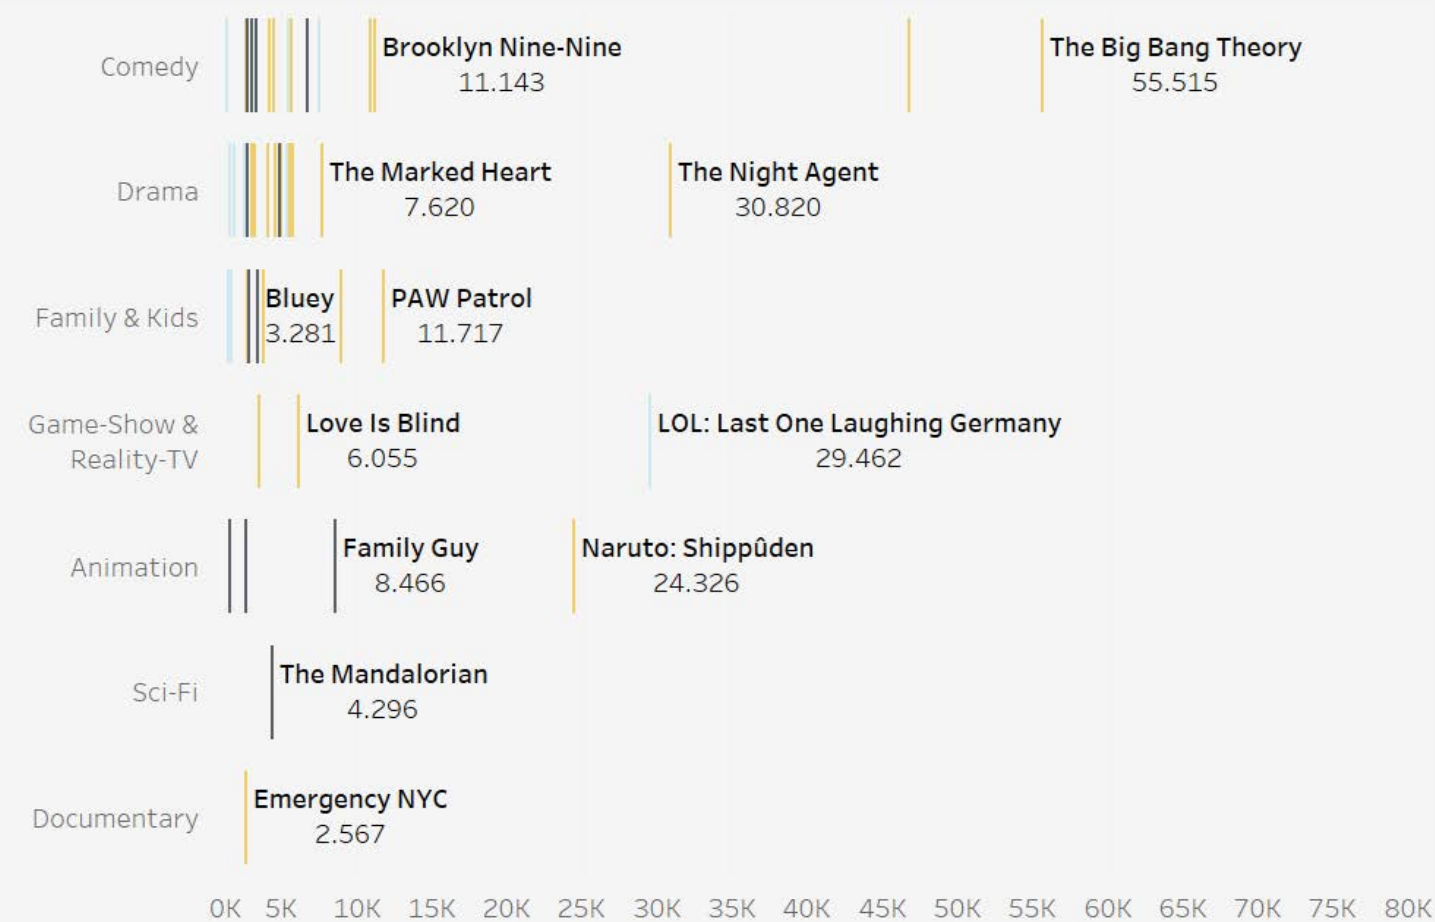 Comedy
Brooklyn Nine-Nine
11.143
The Big Bang Theory
55.515
Drama
The Marked Heart
7.620
The Night Agent
30.820
Family & Kids
Bluey
3.281
PAW Patrol
11.717
Game-Show &
Reality-TV
Love Is Blind
6.055
LOL: Last One Laughing Germany
29.462
Animation
Family Guy
8.466
Naruto: Shippûden
24.326
Sci-Fi
The Mandalorian
4.296
Documentary
Emergency NYC
2.567
0K 5K 10K 15K 20K 25K 30K 35K 40K 45K 50K 55K 60K 65K 70K 75K 80K